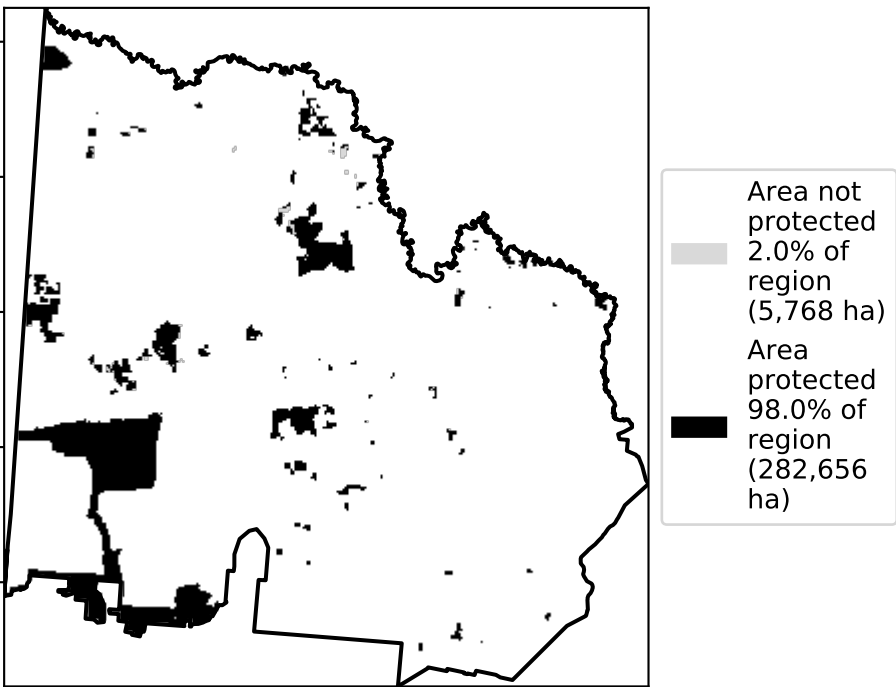 Area not
protected
2.0% of
region
(5,768 ha)
Area
protected
98.0% of
region
(282,656
ha)